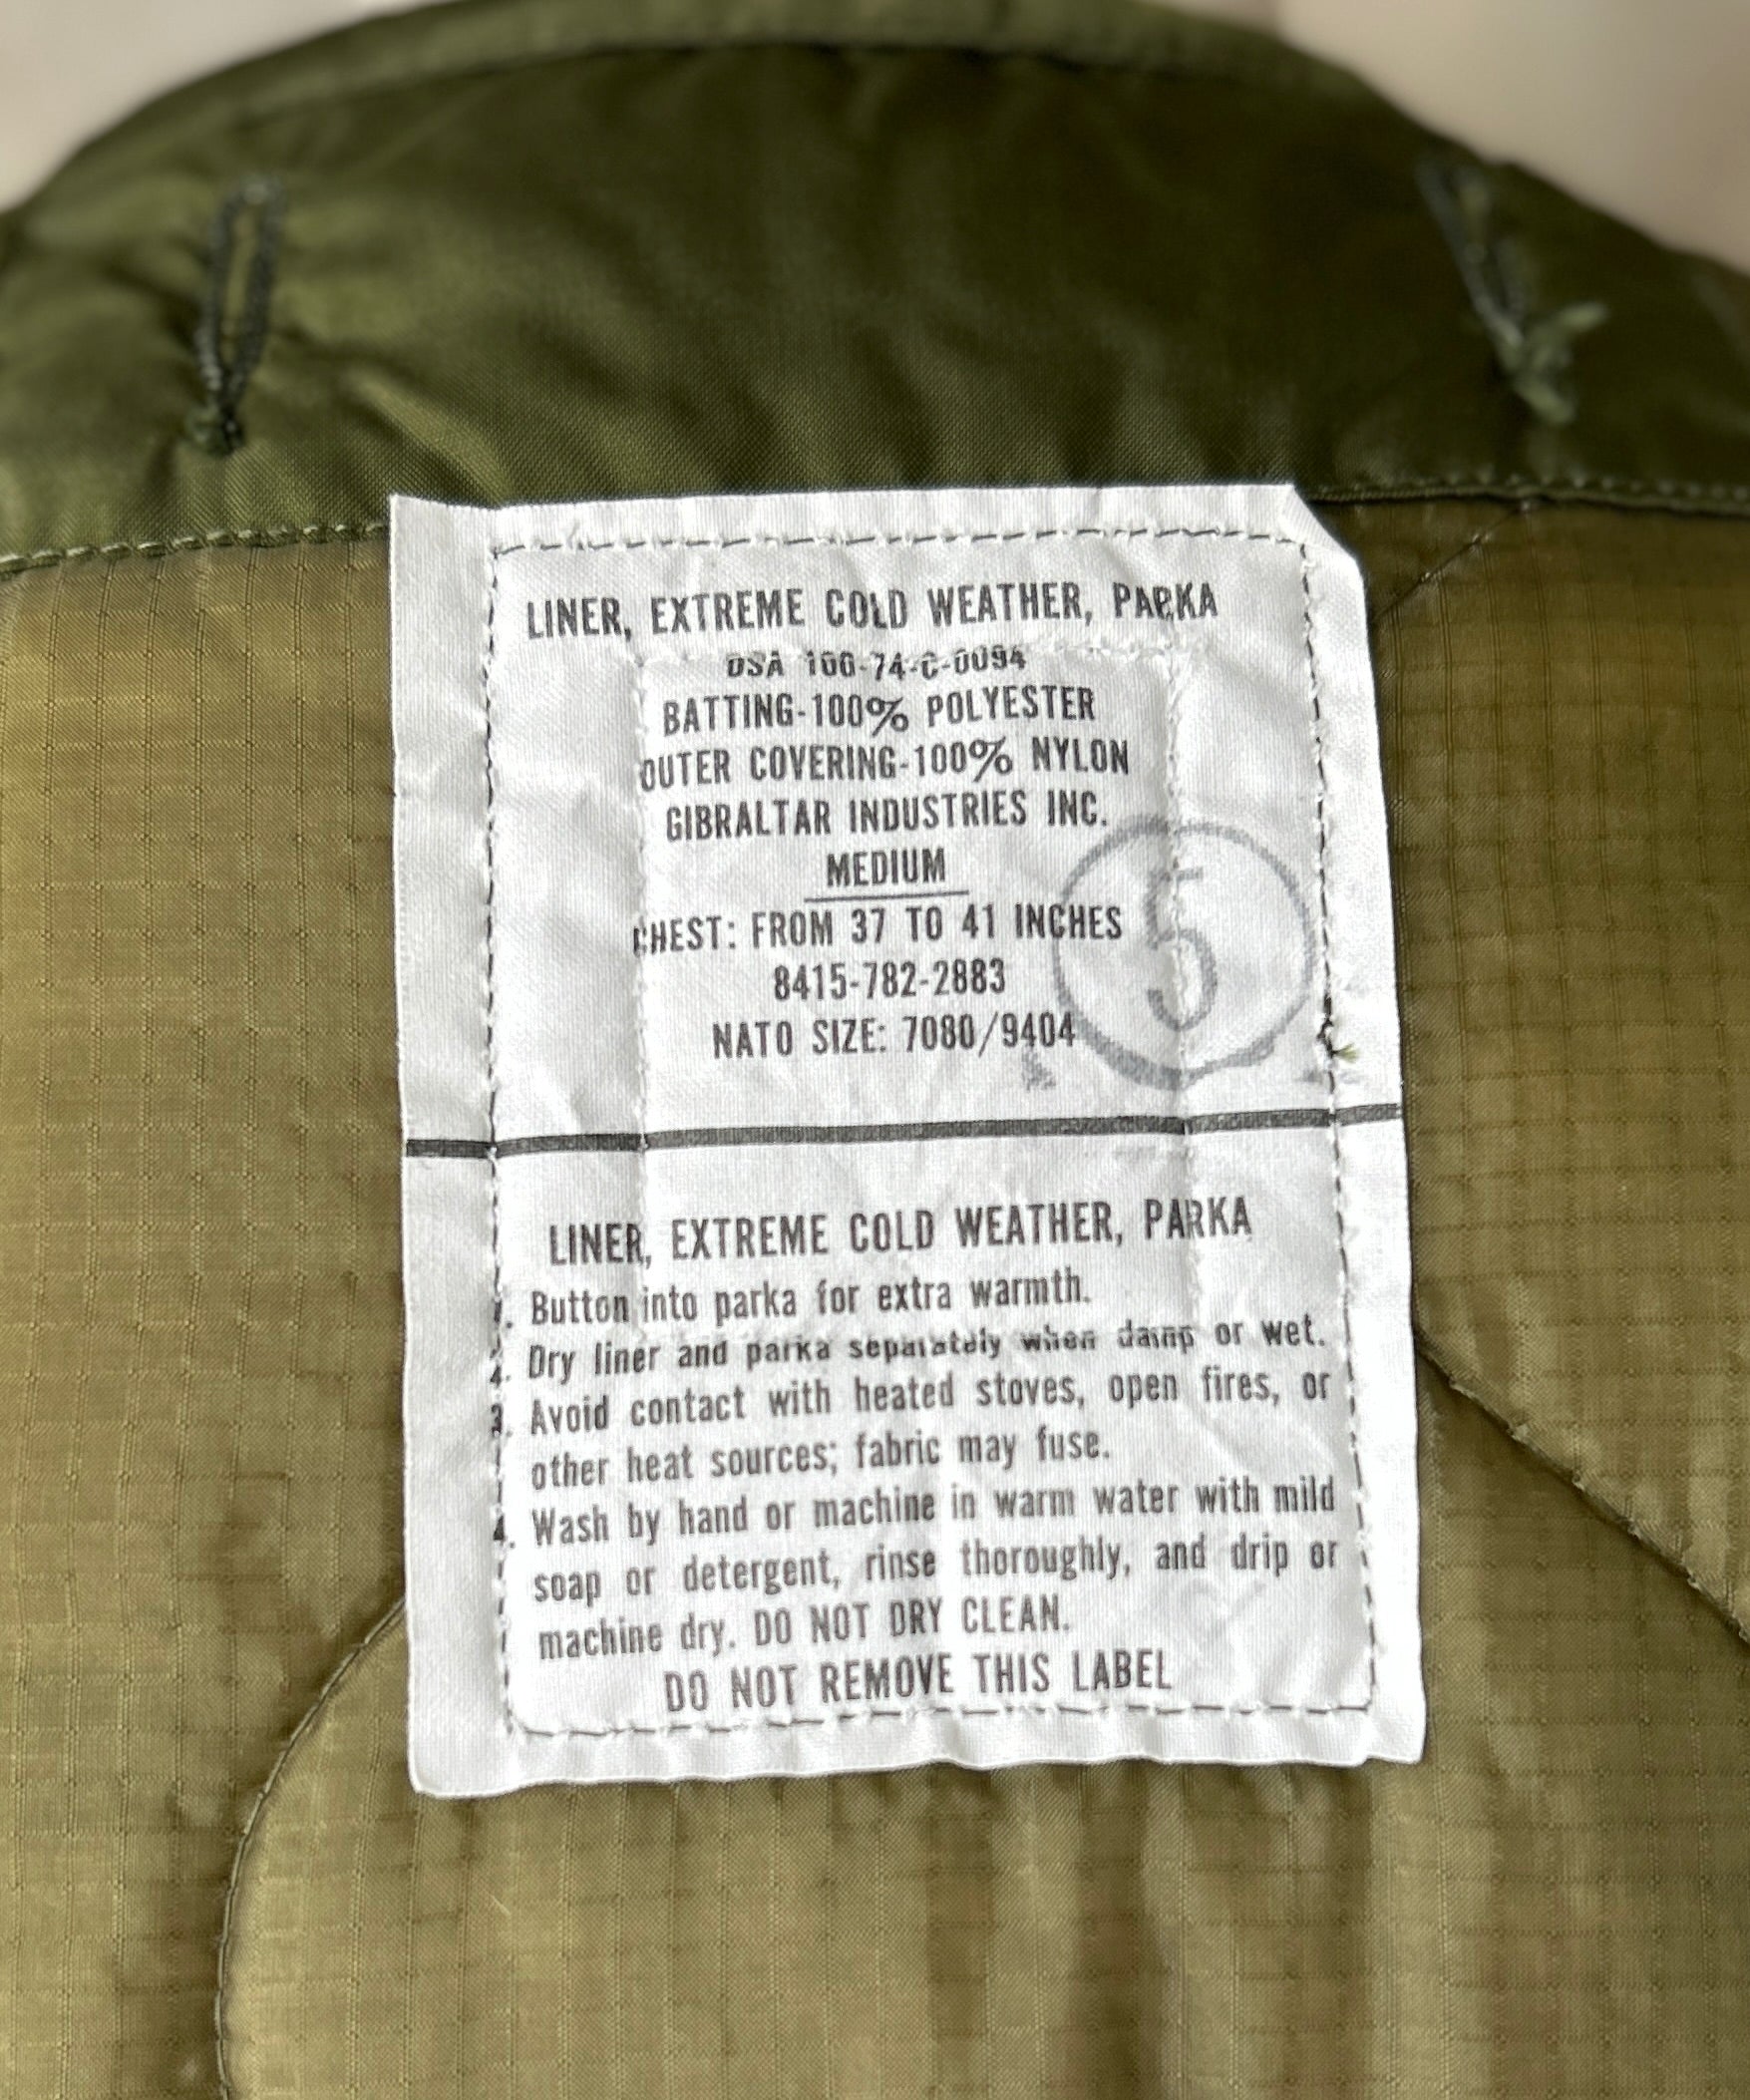 LINER, EXTREME COLD WEATHER, PARKA
DSA 100-74-C-0094
BATTING-100% POLYESTER
OUTER COVERING-100% NYLON
GIBRALTAR INDUSTRIES INC.
MEDIUM
CHEST: FROM 37 TO 41 INCHES
8415-782-2883
NATO SIZE: 7080/9404
5
LINER, EXTREME COLD WEATHER, PARKA
1. Button into parka for extra warmth.
2. Dry liner and parka separately when damp or wet.
3. Avoid contact with heated stoves, open fires, or
other heat sources; fabric may fuse.
4. Wash by hand or machine in warm water with mild
soap or detergent, rinse thoroughly, and drip or
machine dry. DO NOT DRY CLEAN.
DO NOT REMOVE THIS LABEL